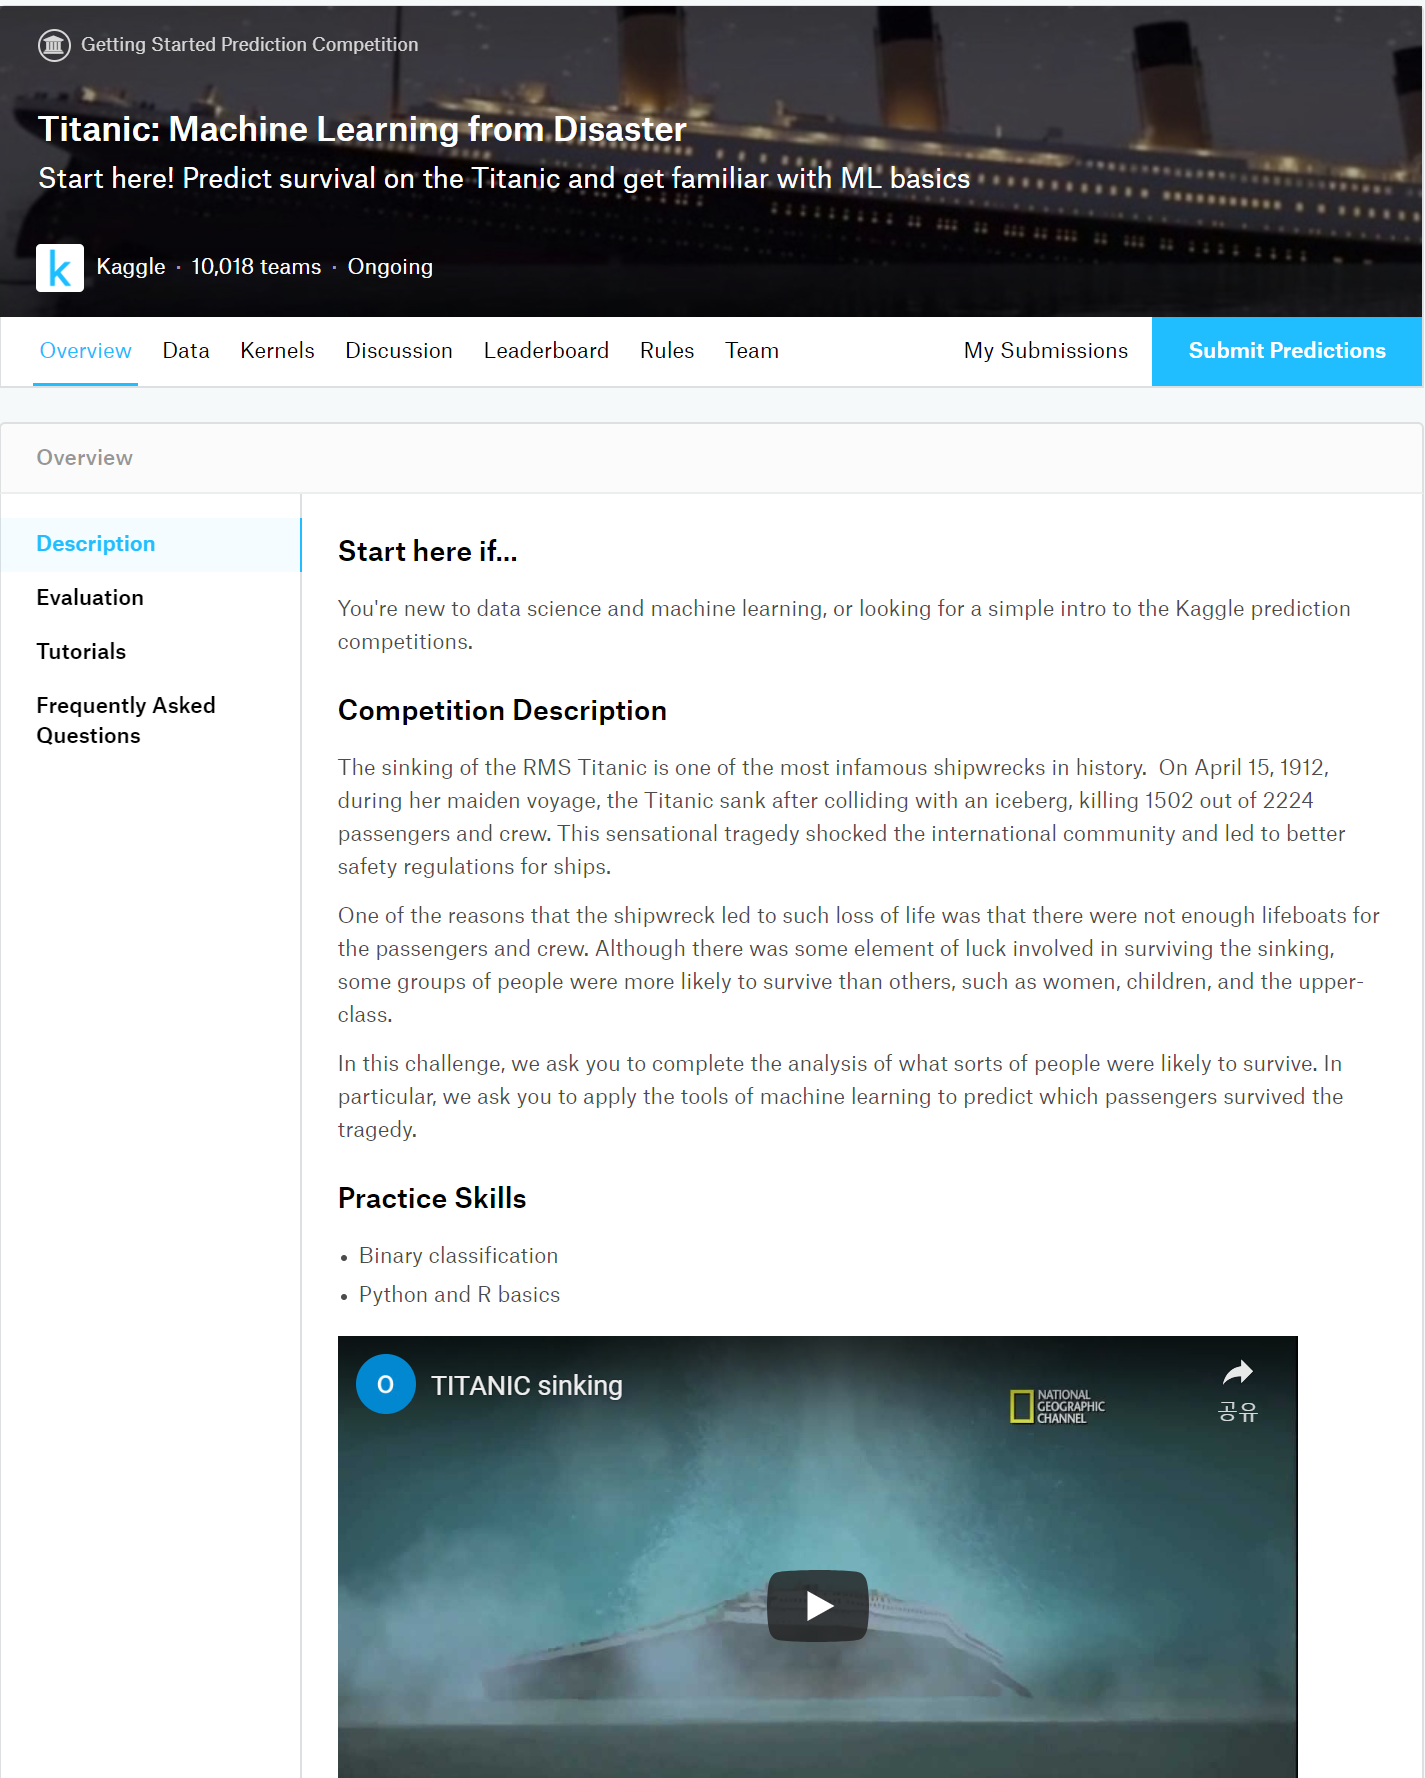 Getting Started Prediction Competition
Titanic: Machine Learning from Disaster
Start here! Predict survival on the Titanic and get familiar with ML basics
k
Kaggle · 10,018 teams · Ongoing
Overview
Data
Kernels
Discussion
Leaderboard
Rules
Team
My Submissions
Submit Predictions
Overview
Description
Evaluation
Tutorials
Frequently Asked
Questions
Start here if...
You're new to data science and machine learning, or looking for a simple intro to the Kaggle prediction
competitions.
Competition Description
The sinking of the RMS Titanic is one of the most infamous shipwrecks in history.  On April 15, 1912,
during her maiden voyage, the Titanic sank after colliding with an iceberg, killing 1502 out of 2224
passengers and crew. This sensational tragedy shocked the international community and led to better
safety regulations for ships.
One of the reasons that the shipwreck led to such loss of life was that there were not enough lifeboats for
the passengers and crew. Although there was some element of luck involved in surviving the sinking,
some groups of people were more likely to survive than others, such as women, children, and the upper-
class.
In this challenge, we ask you to complete the analysis of what sorts of people were likely to survive. In
particular, we ask you to apply the tools of machine learning to predict which passengers survived the
tragedy.
Practice Skills
• Binary classification
• Python and R basics
O
TITANIC sinking
NATIONAL
GEOGRAPHIC
CHANNEL
공유